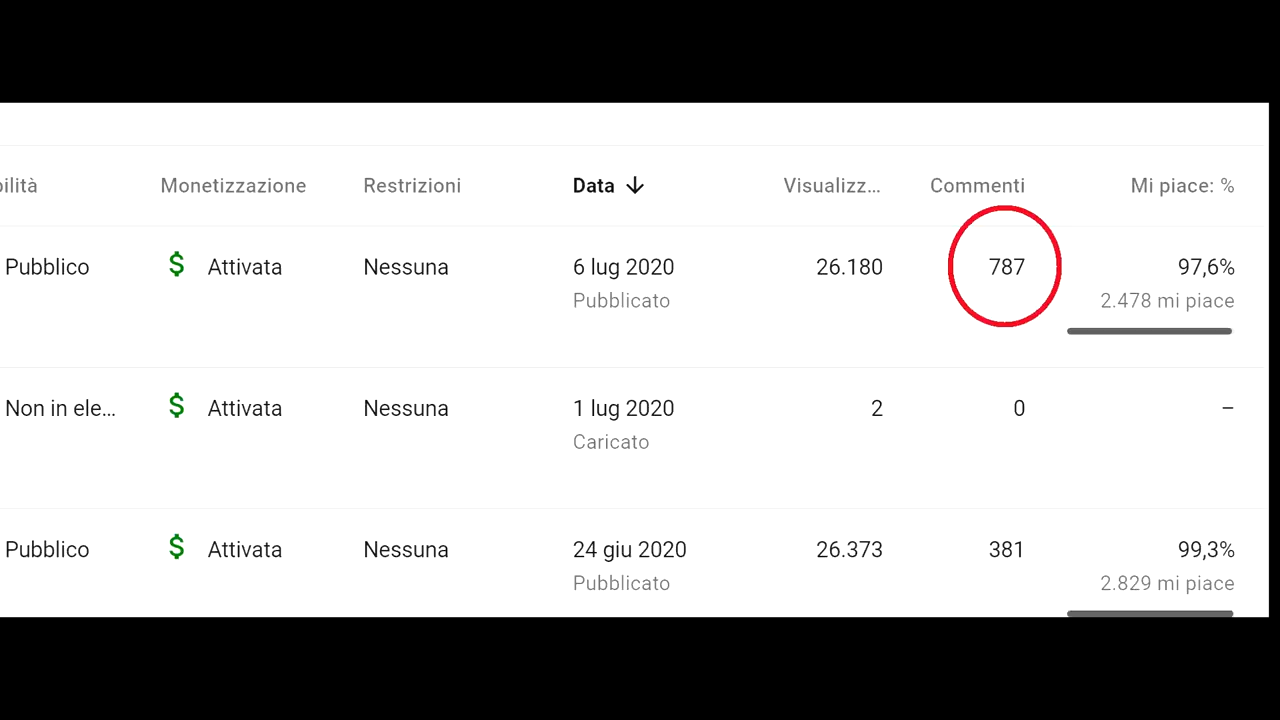 bilità Monetizzazione Restrizioni Data Visualizz... Commenti Mi piace: %
Pubblico $ Attivata Nessuna 6 lug 2020 26.180 787 97,6%
Pubblicato 2.478 mi piace
Non in ele... $ Attivata Nessuna 1 lug 2020 2 0 –
Caricato
Pubblico $ Attivata Nessuna 24 giu 2020 26.373 381 99,3%
Pubblicato 2.829 mi piace